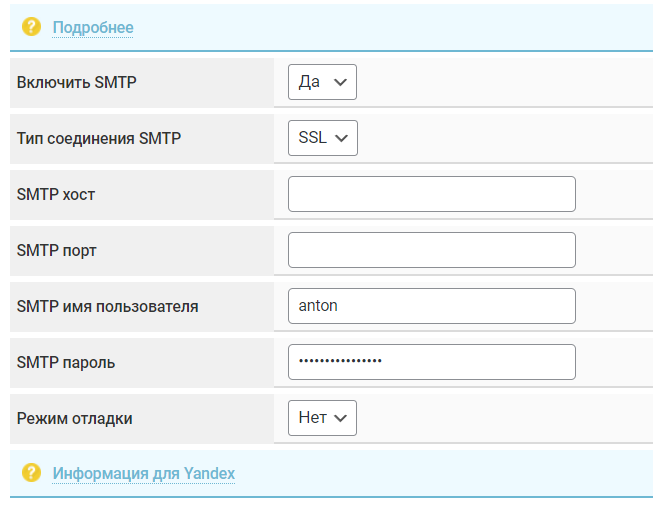 Подробнее
Включить SMTP Да
Тип соединения SMTP SSL
SMTP хост
SMTP порт
SMTP имя пользователя anton
SMTP пароль ••••••••••••••••
Режим отладки Нет
Информация для Yandex